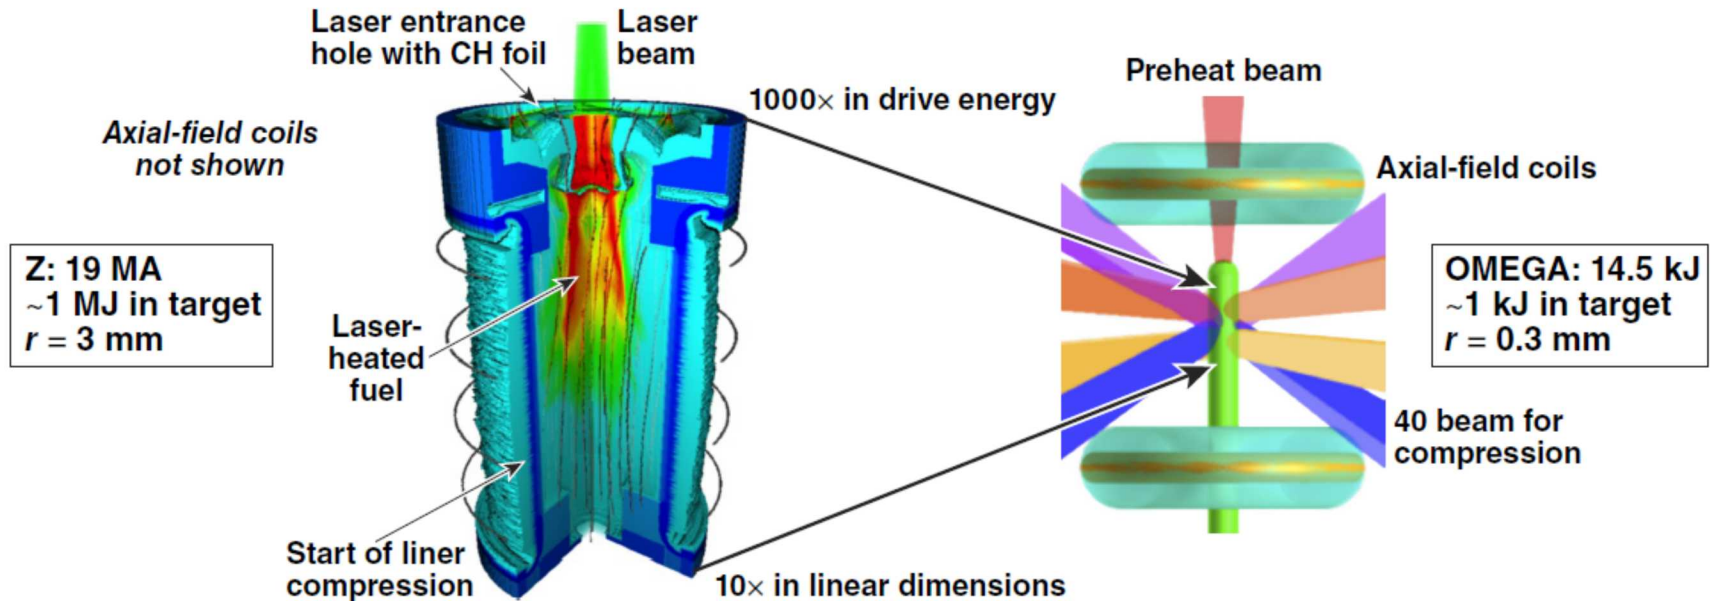 Laser entrance
hole with CH foil
Laser
beam
Axial-field coils
not shown
1000× in drive energy
Preheat beam
Axial-field coils
Z: 19 MA
~1 MJ in target
r = 3 mm
Laser-
heated
fuel
OMEGA: 14.5 kJ
~1 kJ in target
r = 0.3 mm
40 beam for
compression
Start of liner
compression
10× in linear dimensions